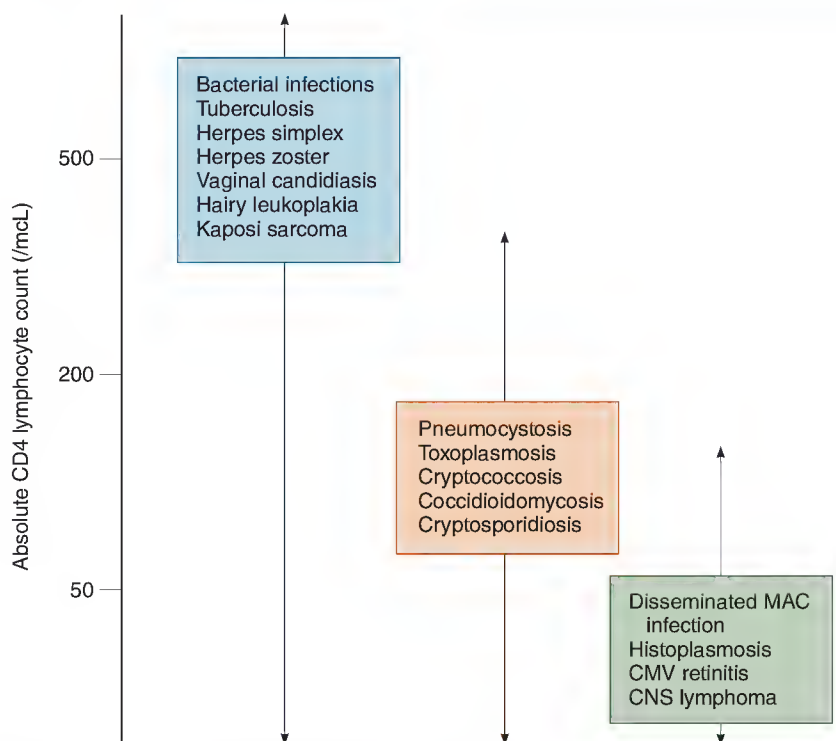 Absolute CD4 lymphocyte count (/mcL)
500
200
50
Bacterial infections
Tuberculosis
Herpes simplex
Herpes zoster
Vaginal candidiasis
Hairy leukoplakia
Kaposi sarcoma
Pneumocystosis
Toxoplasmosis
Cryptococcosis
Coccidioidomycosis
Cryptosporidiosis
Disseminated MAC
infection
Histoplasmosis
CMV retinitis
CNS lymphoma